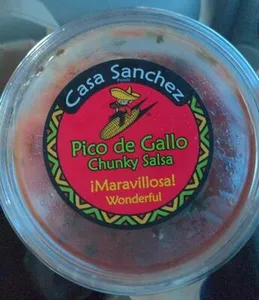 Casa Sanchez
Pico de Gallo
Chunky Salsa
¡Maravillosa!
Wonderful